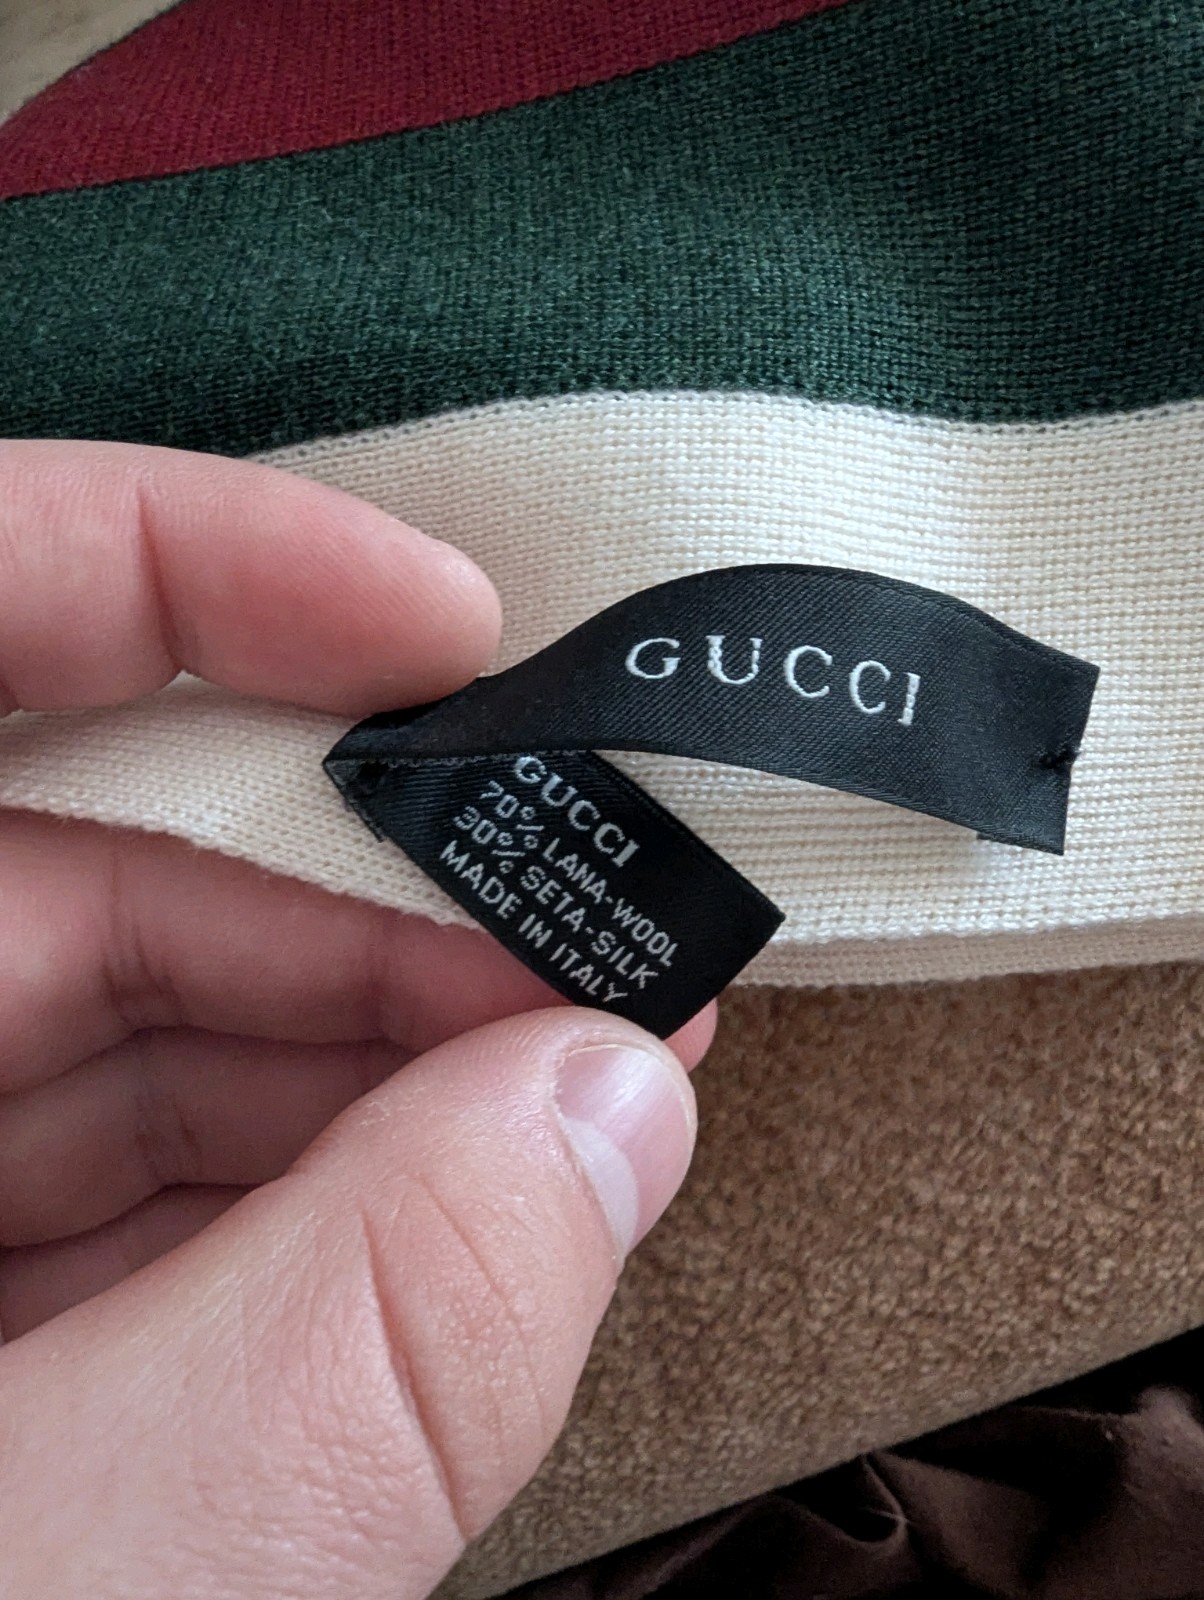 GUCCI
GUCCI
70% LANA-WOOL
30% SETA-SILK
MADE IN ITALY